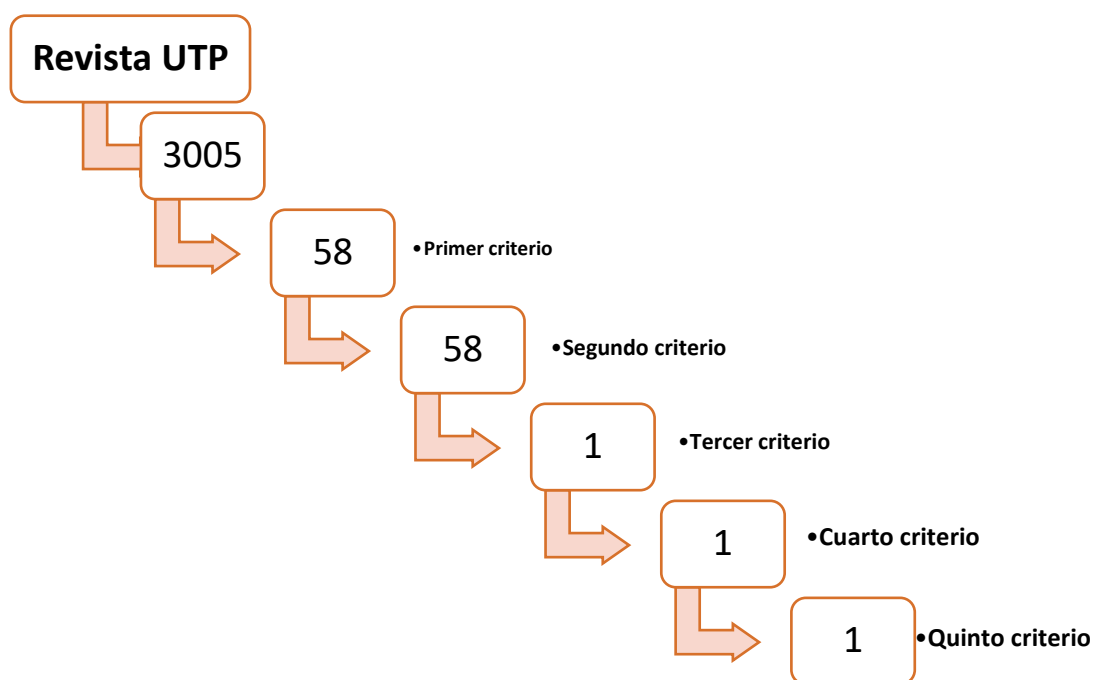 Revista UTP
3005
58
•Primer criterio
58
•Segundo criterio
1
•Tercer criterio
1
•Cuarto criterio
1
•Quinto criterio